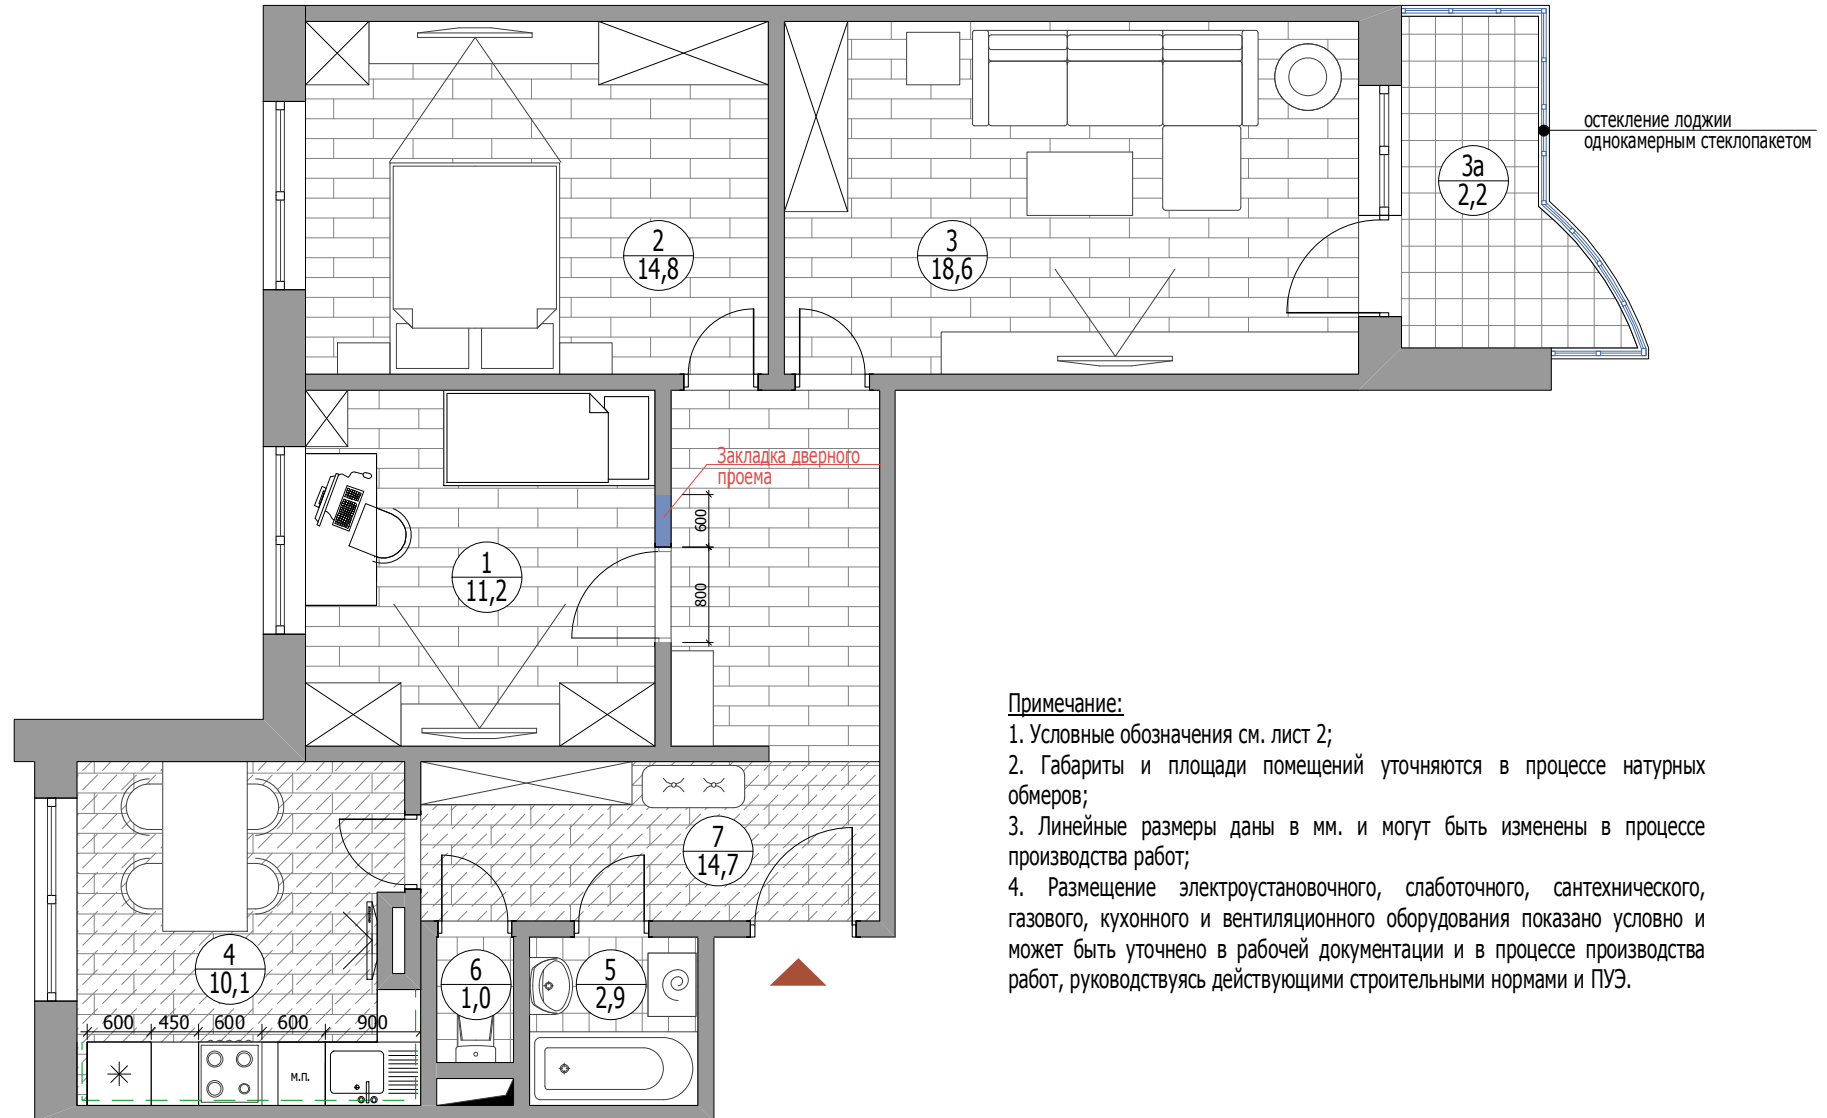 остекление лоджии
однокамерным стеклопакетом
3а
2,2
2
14,8
3
18,6
Закладка дверного
проема
600
800
1
11,2
7
14,7
4
10,1
6
1,0
5
2,9
600 450 600 600 900
м.п.
Примечание:
1. Условные обозначения см. лист 2;
2. Габариты и площади помещений уточняются в процессе натурных
обмеров;
3. Линейные размеры даны в мм. и могут быть изменены в процессе
производства работ;
4. Размещение электроустановочного, слаботочного, сантехнического,
газового, кухонного и вентиляционного оборудования показано условно и
может быть уточнено в рабочей документации и в процессе производства
работ, руководствуясь действующими строительными нормами и ПУЭ.